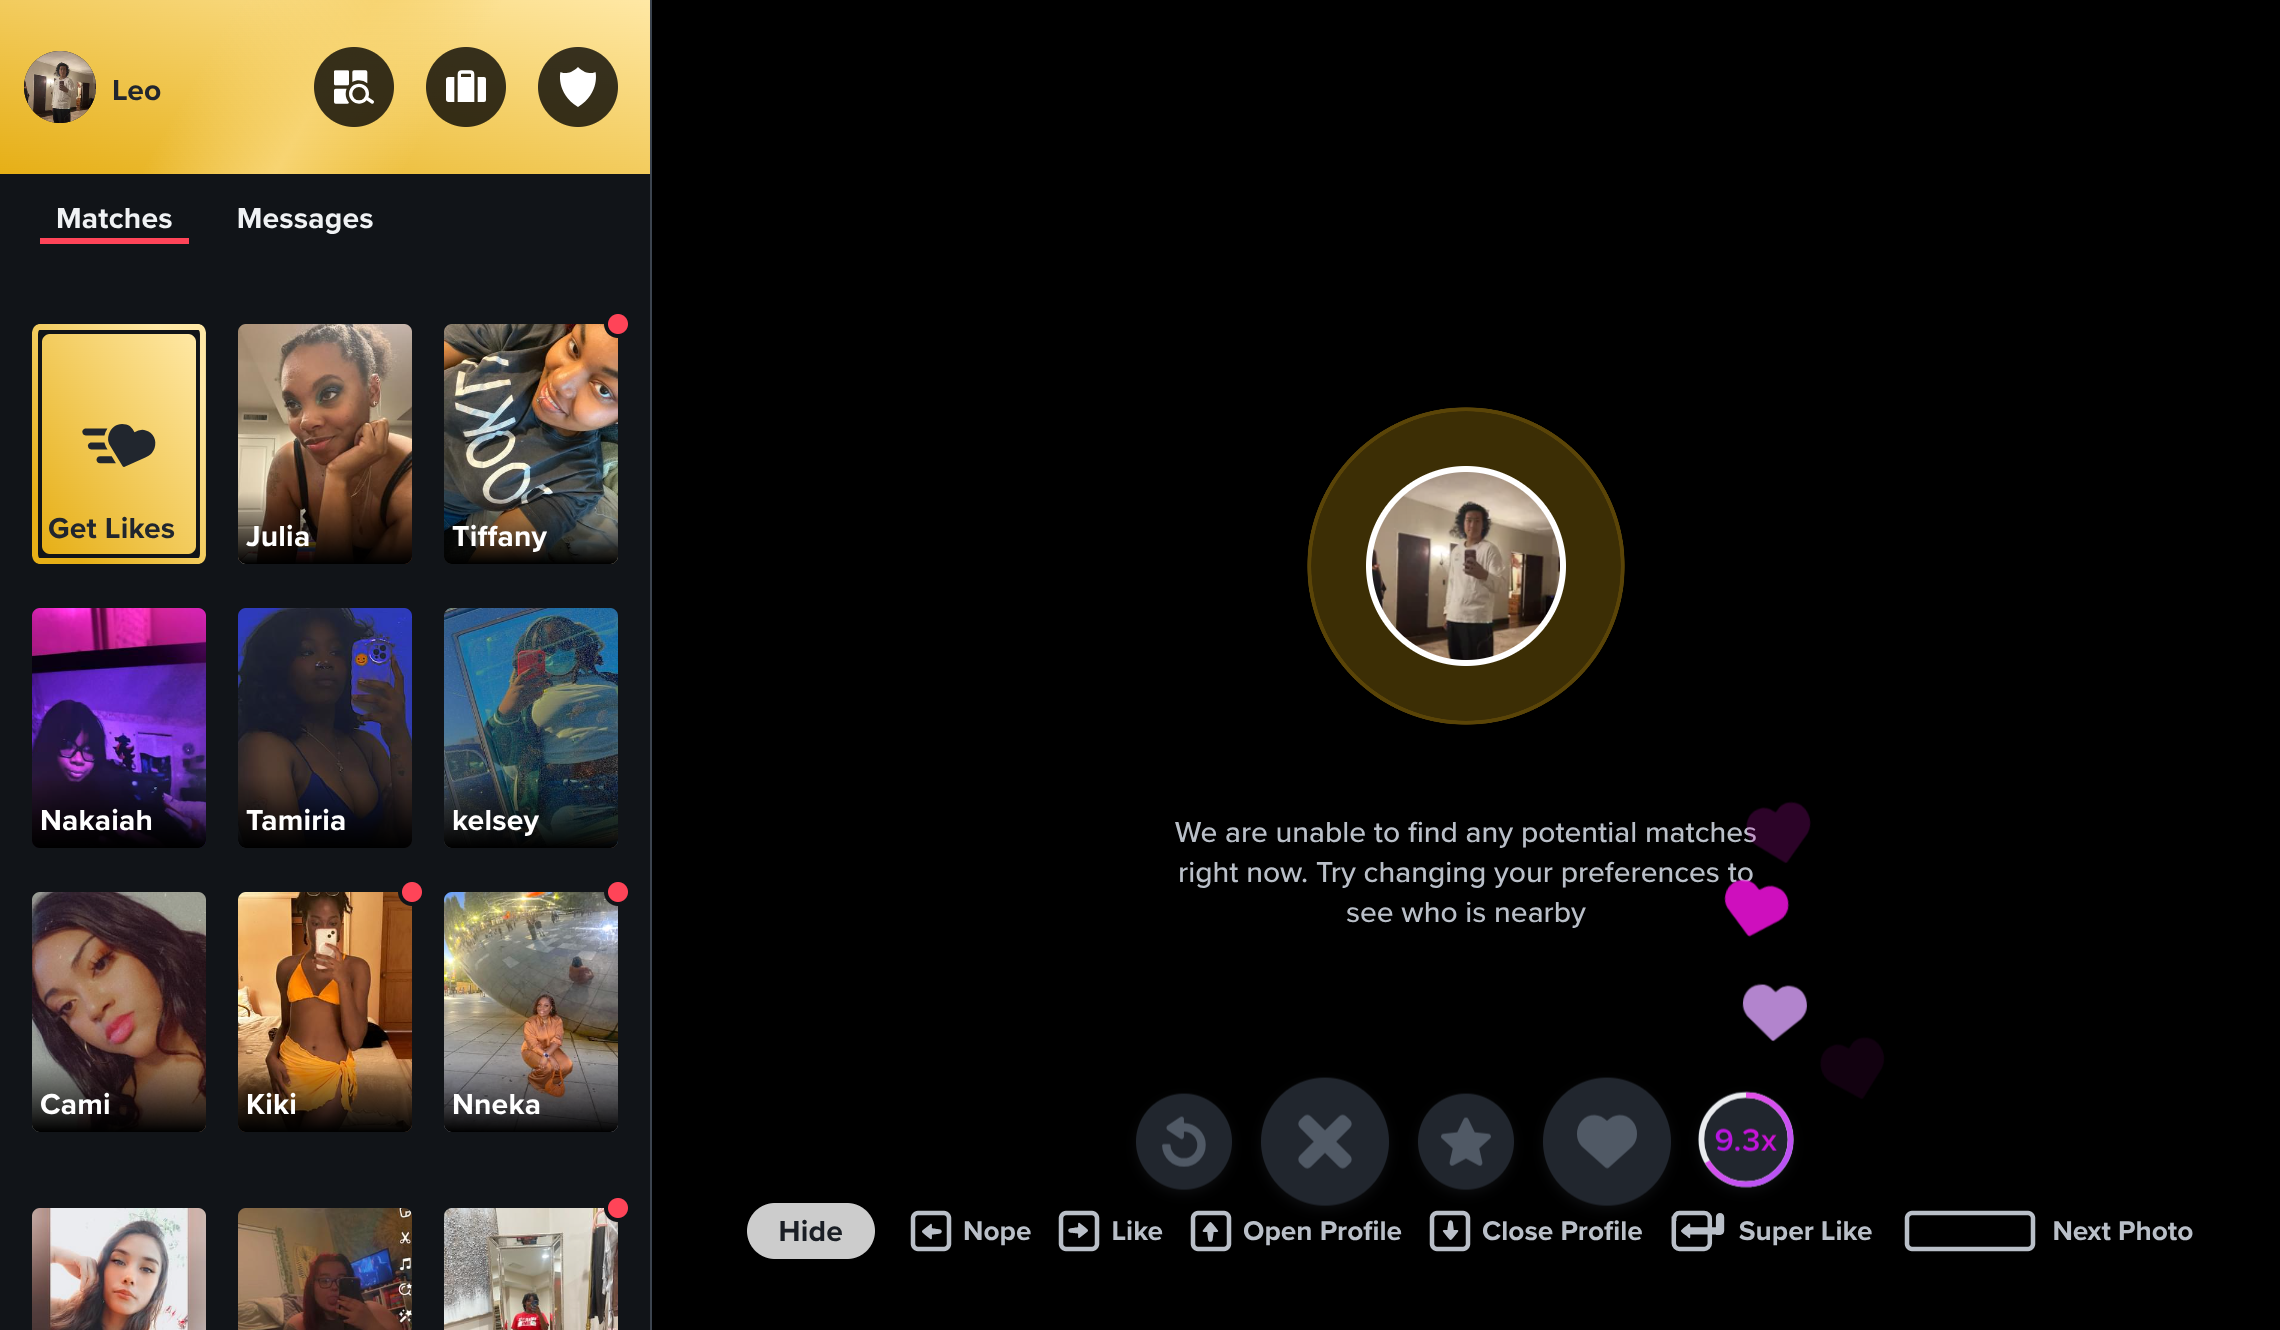 Leo
Matches Messages
Get Likes
Julia
Tiffany
Nakaiah
Tamiria
kelsey
Cami
Kiki
Nneka
We are unable to find any potential matches
right now. Try changing your preferences to
see who is nearby
9.3x
Hide Nope Like Open Profile Close Profile Super Like Next Photo